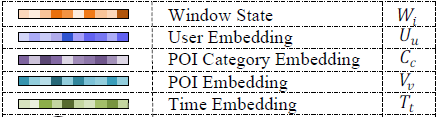 Window State W_i
User Embedding U_u
POI Category Embedding C_c
POI Embedding V_v
Time Embedding T_t